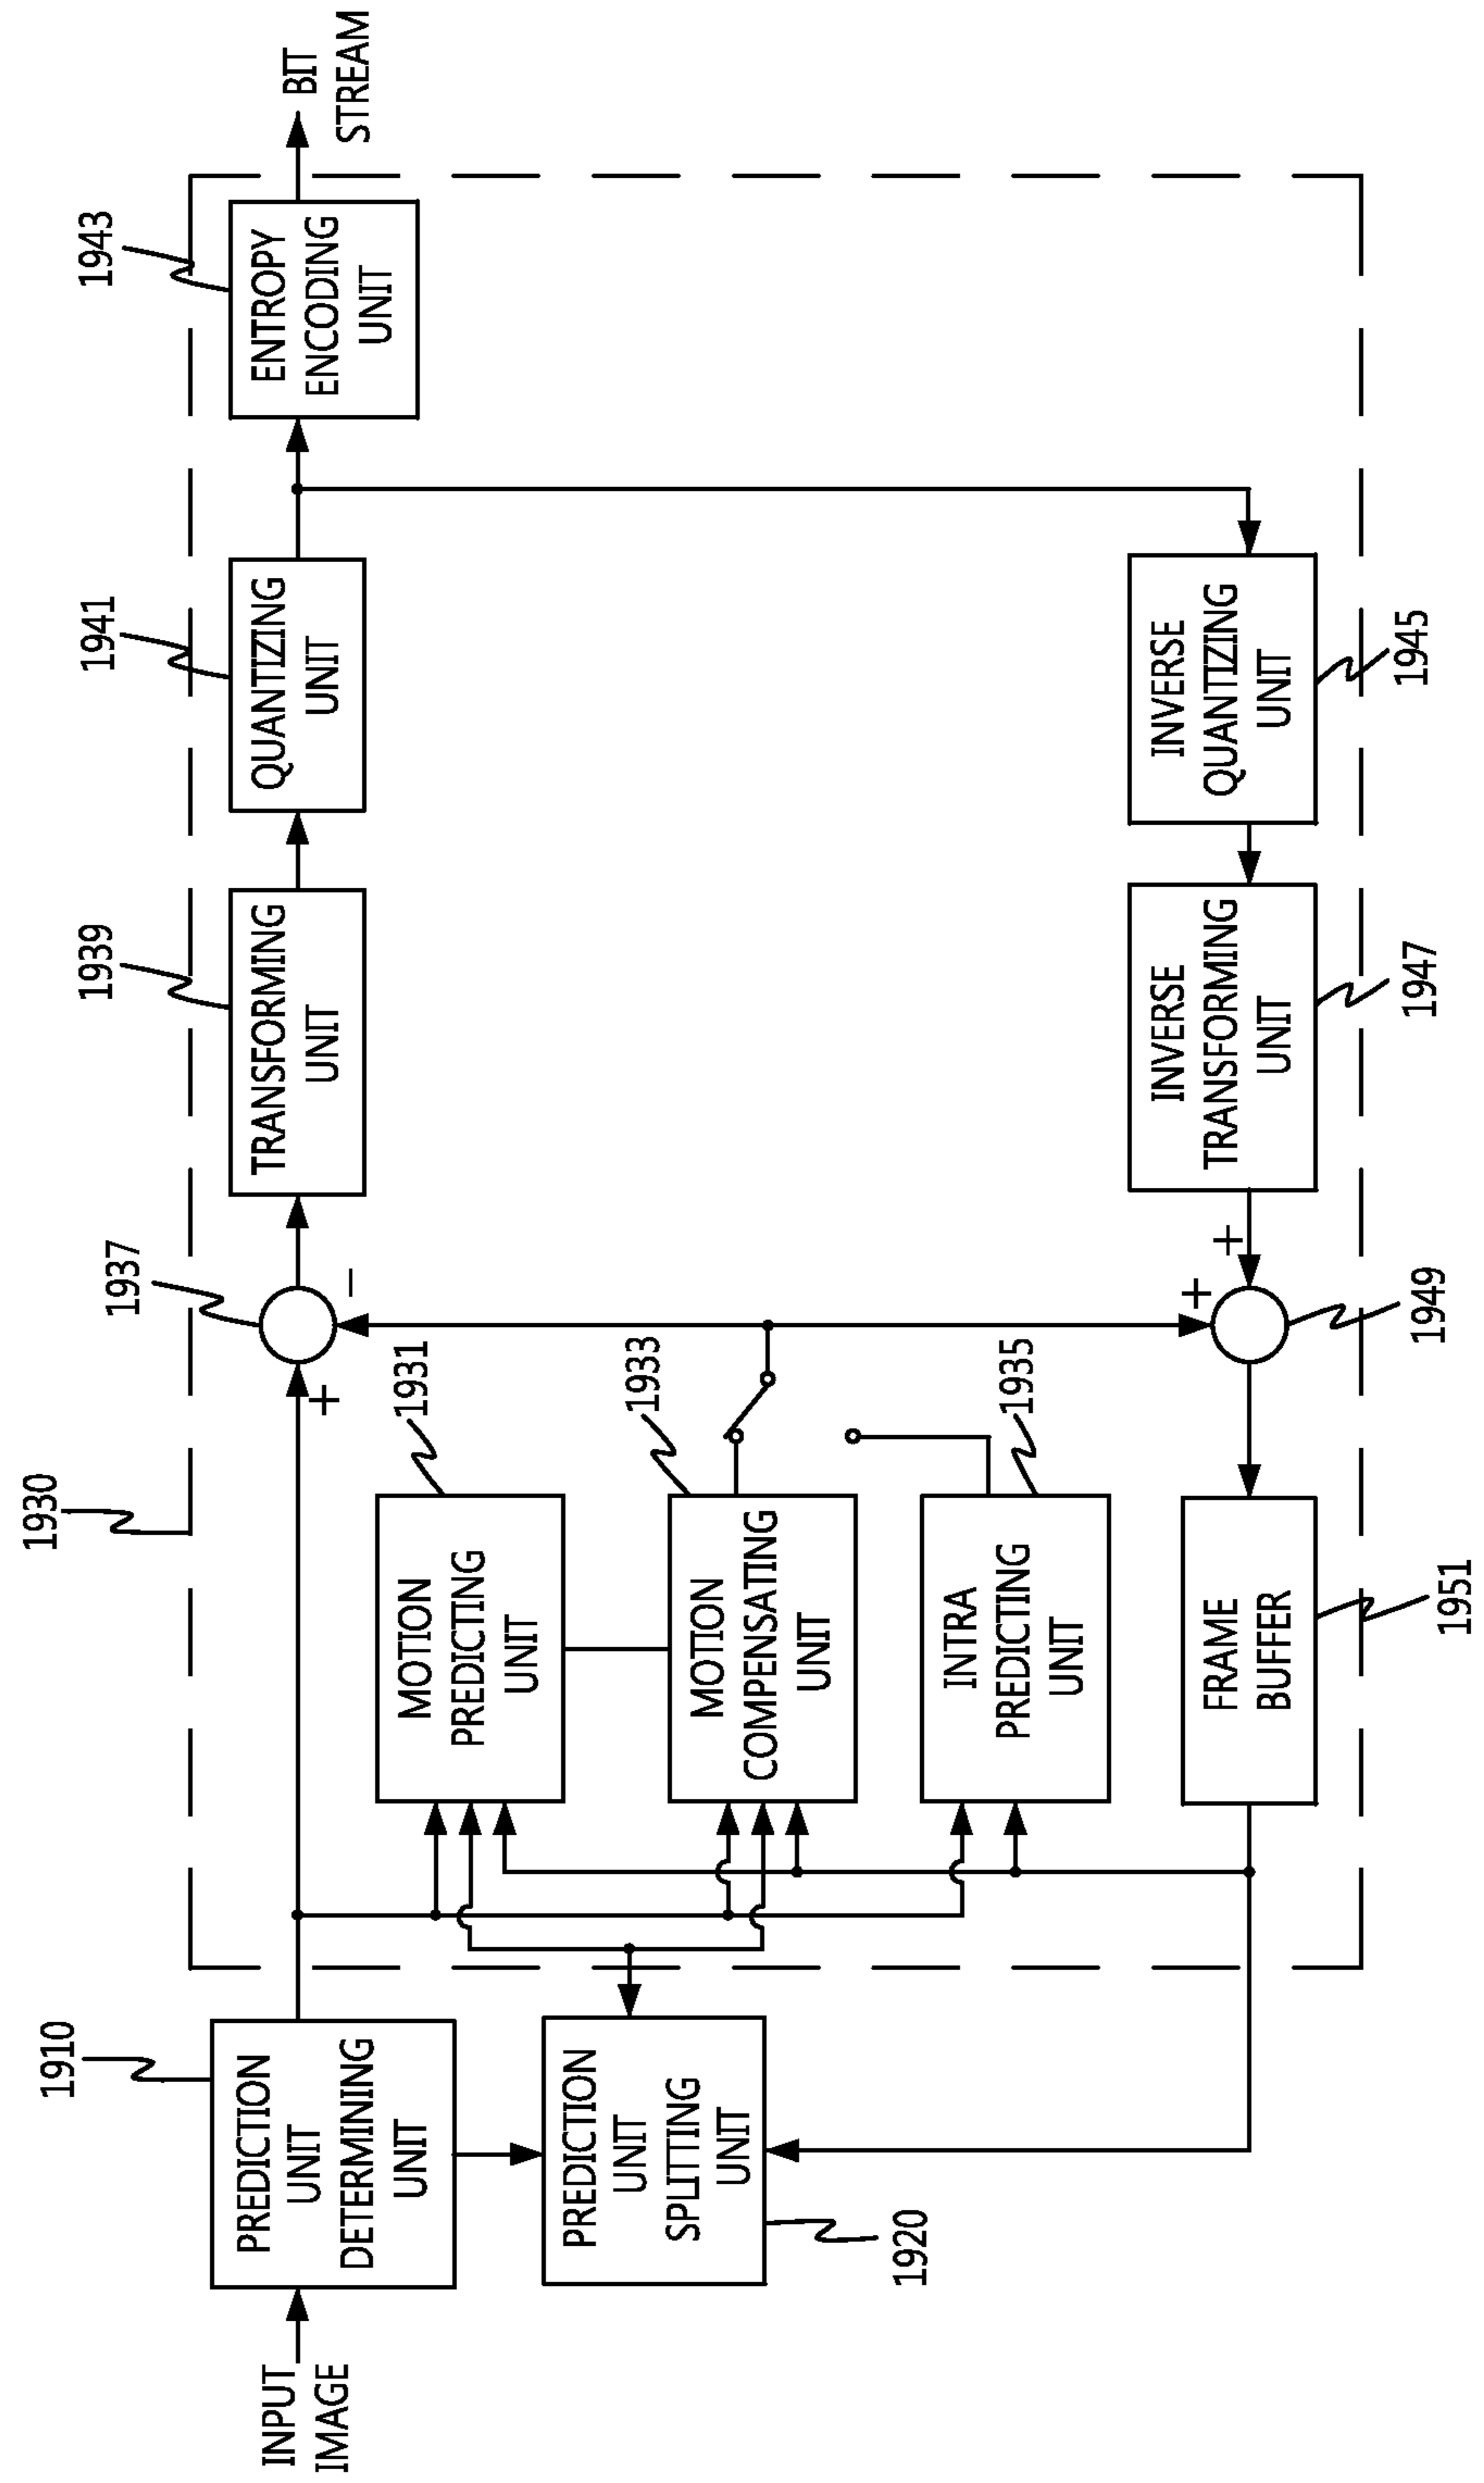 1930
1910
1937
1939
1941
1943
INPUT
IMAGE
PREDICTION
UNIT
DETERMINING
UNIT
+
−
TRANSFORMING
UNIT
QUANTIZING
UNIT
ENTROPY
ENCODING
UNIT
BIT
STREAM
1931
MOTION
PREDICTING
UNIT
PREDICTION
UNIT
SPLITTING
UNIT
1920
1933
MOTION
COMPENSATING
UNIT
1935
INTRA
PREDICTING
UNIT
FRAME
BUFFER
1951
+
+
1949
INVERSE
TRANSFORMING
UNIT
1947
INVERSE
QUANTIZING
UNIT
1945